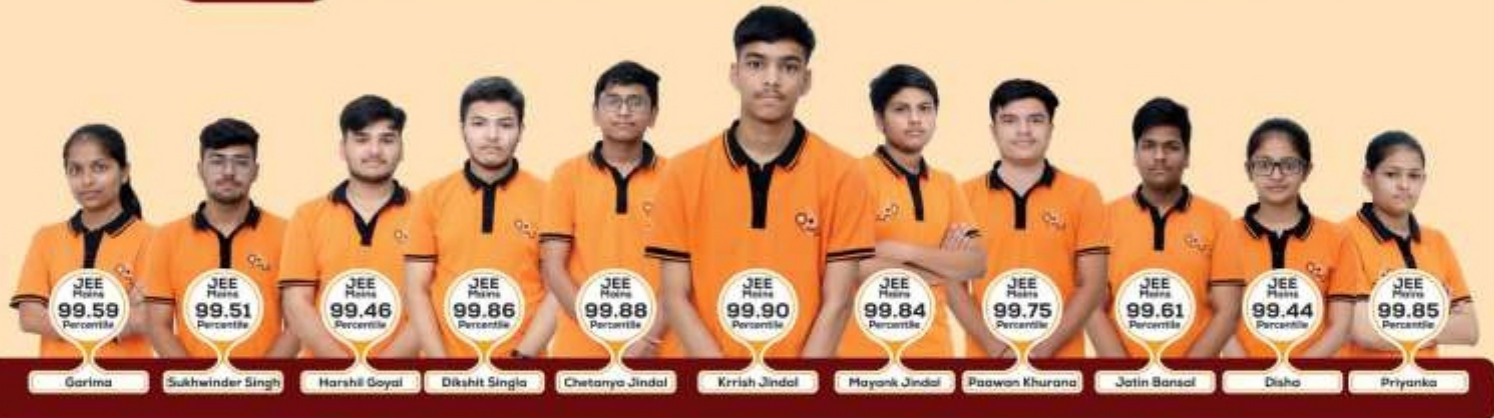 JEE
Mains
99.59
Percentile
Garima
JEE
Mains
99.51
Percentile
Sukhwinder Singh
JEE
Mains
99.46
Percentile
Harshil Goyal
JEE
Mains
99.86
Percentile
Dikshit Singla
JEE
Mains
99.88
Percentile
Chetanya Jindal
JEE
Mains
99.90
Percentile
Krrish Jindal
JEE
Mains
99.84
Percentile
Mayank Jindal
JEE
Mains
99.75
Percentile
Paawan Khurana
JEE
Mains
99.61
Percentile
Jatin Bansal
JEE
Mains
99.44
Percentile
Disha
JEE
Mains
99.85
Percentile
Priyanka